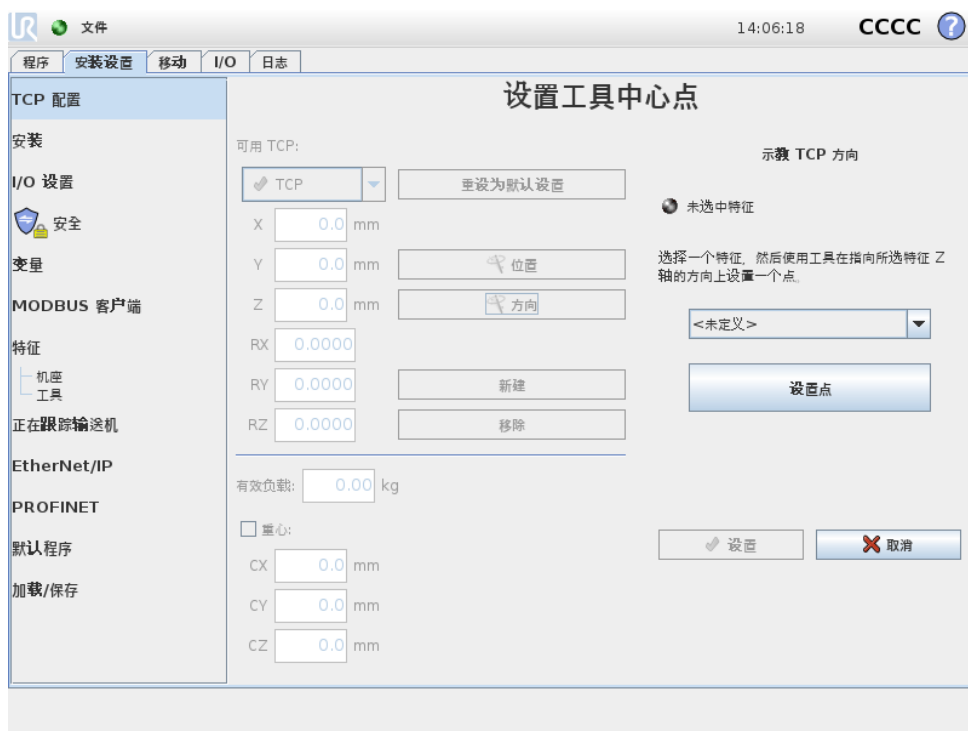 UR 文件 14:06:18 CCCC ?
程序 安装设置 移动 I/O 日志
TCP 配置
安装
I/O 设置
安全
变量
MODBUS 客户端
特征
机座
工具
正在跟踪输送机
EtherNet/IP
PROFINET
默认程序
加载/保存
设置工具中心点
可用 TCP:
TCP 重设为默认设置
X 0.0 mm
Y 0.0 mm 位置
Z 0.0 mm 方向
RX 0.0000
RY 0.0000 新建
RZ 0.0000 移除
有效负载: 0.00 kg
重心:
CX 0.0 mm
CY 0.0 mm
CZ 0.0 mm
示教 TCP 方向
未选中特征
选择一个特征，然后使用工具在指向所选特征 Z
轴的方向上设置一个点。
<未定义>
设置点
设置 取消